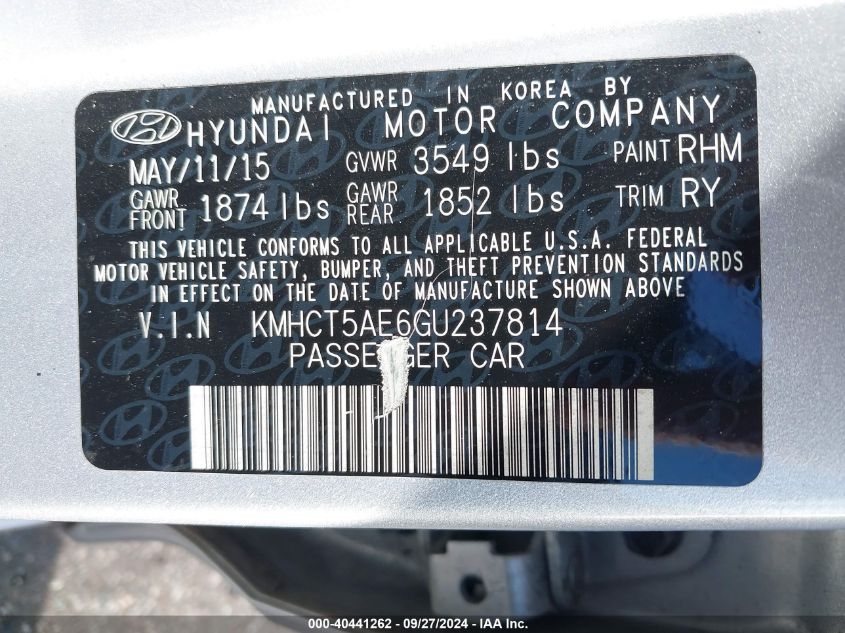 MANUFACTURED IN KOREA BY
HYUNDAI MOTOR COMPANY
MAY/11/15 GVWR 3549 lbs PAINT RHM
GAWR FRONT 1874 lbs GAWR REAR 1852 lbs TRIM RY
THIS VEHICLE CONFORMS TO ALL APPLICABLE U.S.A. FEDERAL
MOTOR VEHICLE SAFETY, BUMPER, AND THEFT PREVENTION STANDARDS
IN EFFECT ON THE DATE OF MANUFACTURE SHOWN ABOVE
V.I.N KMHCT5AE6GU237814
PASSENGER CAR
000-40441262 - 09/27/2024 - IAA Inc.